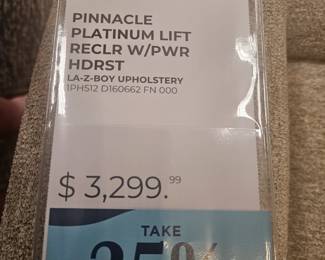 PINNACLE
PLATINUM LIFT
RECLR W/PWR
HDRST
LA-Z-BOY UPHOLSTERY
1PH512 D160662 FN 000
$ 3,299.99
TAKE